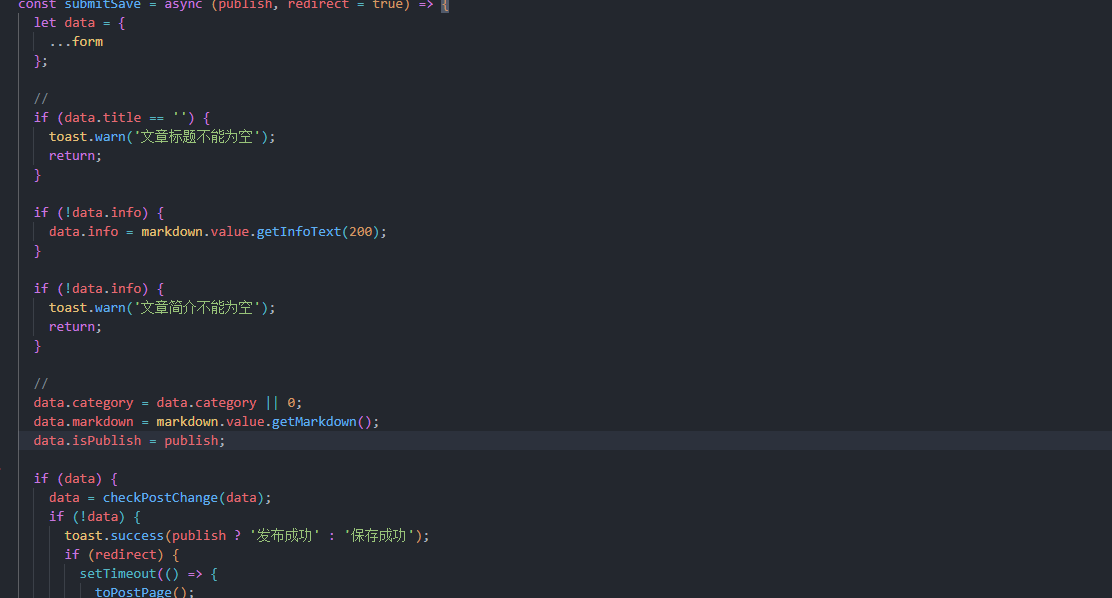 const submitSave = async (publish, redirect = true) => {
let data = {
...form
};
//
if (data.title == '') {
toast.warn('文章标题不能为空');
return;
}
if (!data.info) {
data.info = markdown.value.getInfoText(200);
}
if (!data.info) {
toast.warn('文章简介不能为空');
return;
}
//
data.category = data.category || 0;
data.markdown = markdown.value.getMarkdown();
data.isPublish = publish;
if (data) {
data = checkPostChange(data);
if (!data) {
toast.success(publish ? '发布成功' : '保存成功');
if (redirect) {
setTimeout(() => {
toPostPage();